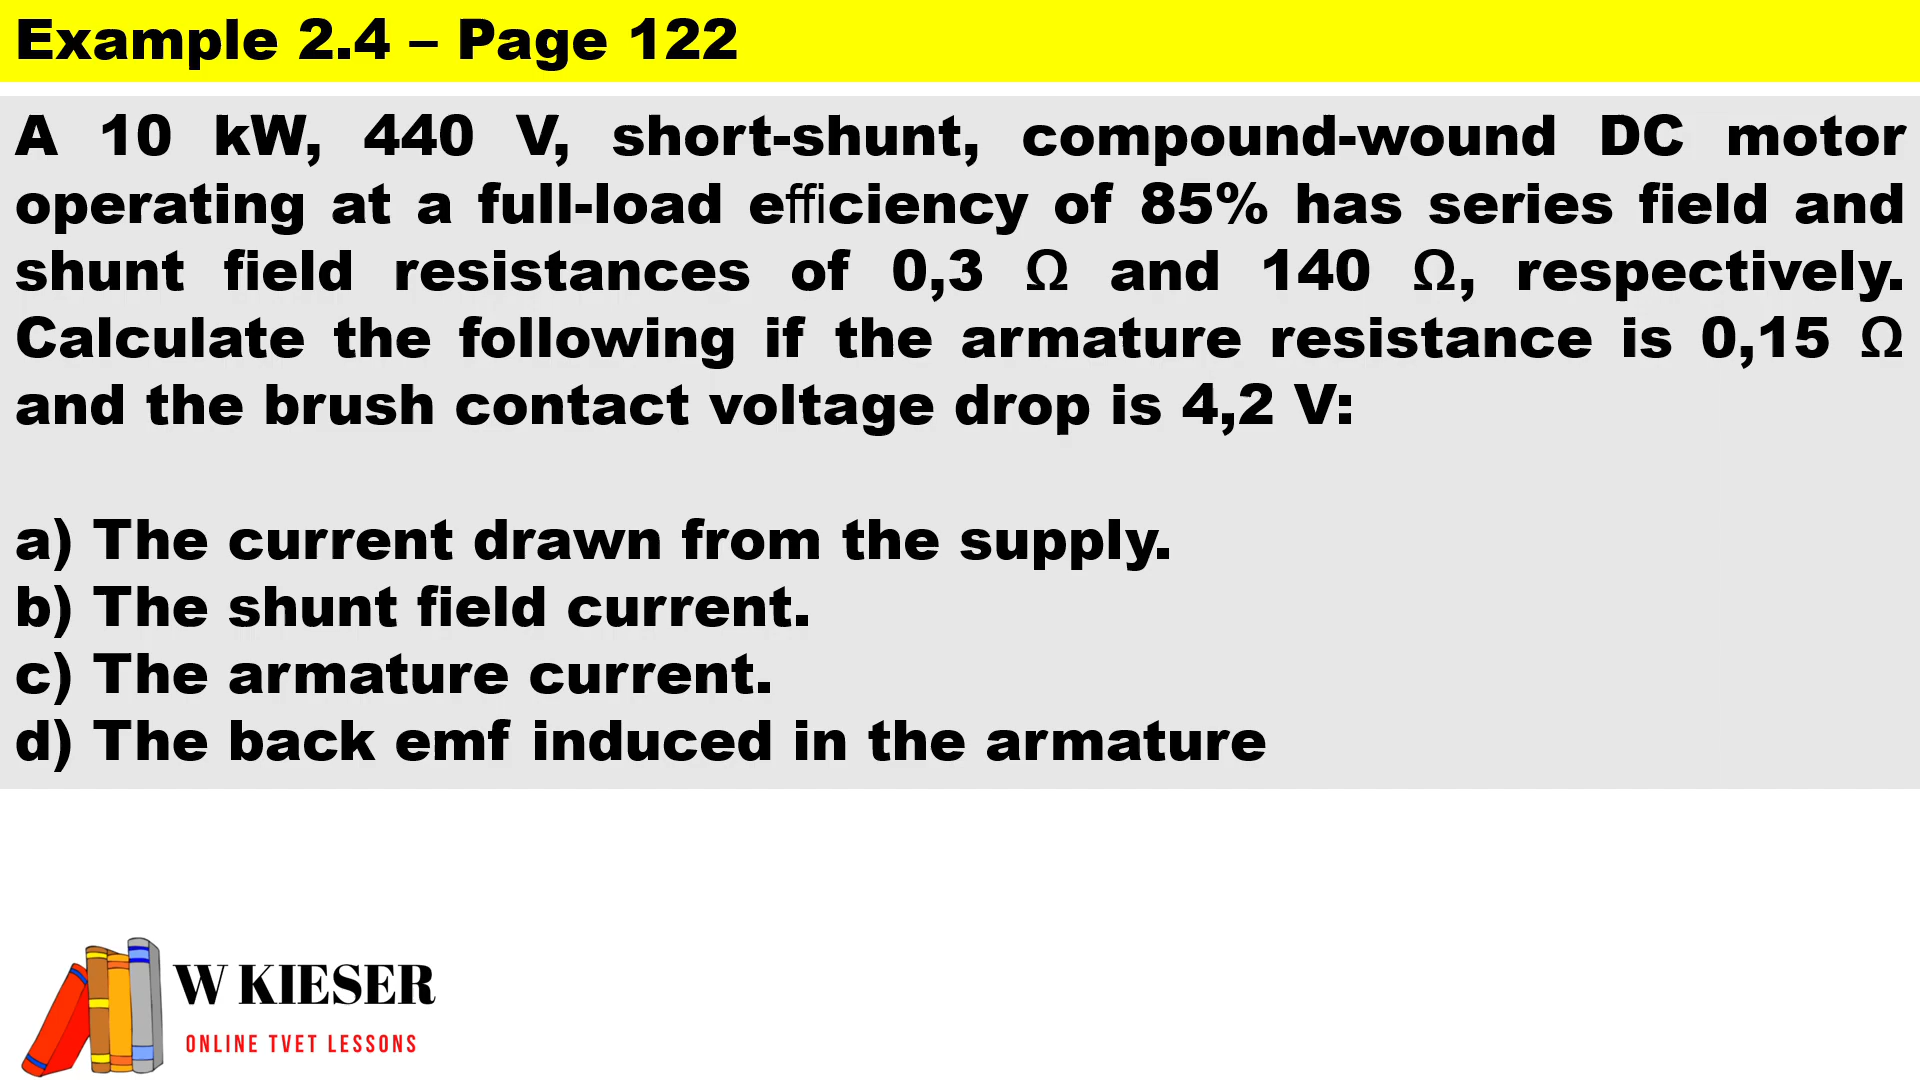 Example 2.4 – Page 122
A 10 kW, 440 V, short-shunt, compound-wound DC motor
operating at a full-load efficiency of 85% has series field and
shunt field resistances of 0,3 Ω and 140 Ω, respectively.
Calculate the following if the armature resistance is 0,15 Ω
and the brush contact voltage drop is 4,2 V:
a) The current drawn from the supply.
b) The shunt field current.
c) The armature current.
d) The back emf induced in the armature
W KIESER
ONLINE TVET LESSONS